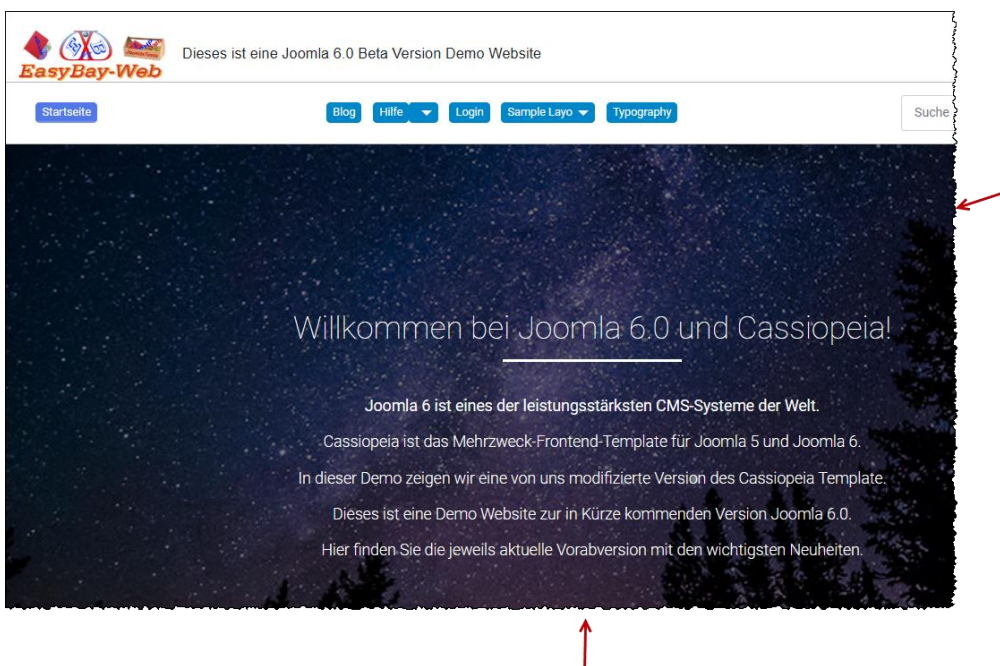 EasyBay-Web
Dieses ist eine Joomla 6.0 Beta Version Demo Website
Startseite
Blog
Hilfe
Login
Sample Layo
Typography
Suche
Willkommen bei Joomla 6.0 und Cassiopeia!
Joomla 6 ist eines der leistungsstärksten CMS-Systeme der Welt.
Cassiopeia ist das Mehrzweck-Frontend-Template für Joomla 5 und Joomla 6.
In dieser Demo zeigen wir eine von uns modifizierte Version des Cassiopeia Template.
Dieses ist eine Demo Website zur in Kürze kommenden Version Joomla 6.0.
Hier finden Sie die jeweils aktuelle Vorabversion mit den wichtigsten Neuheiten.